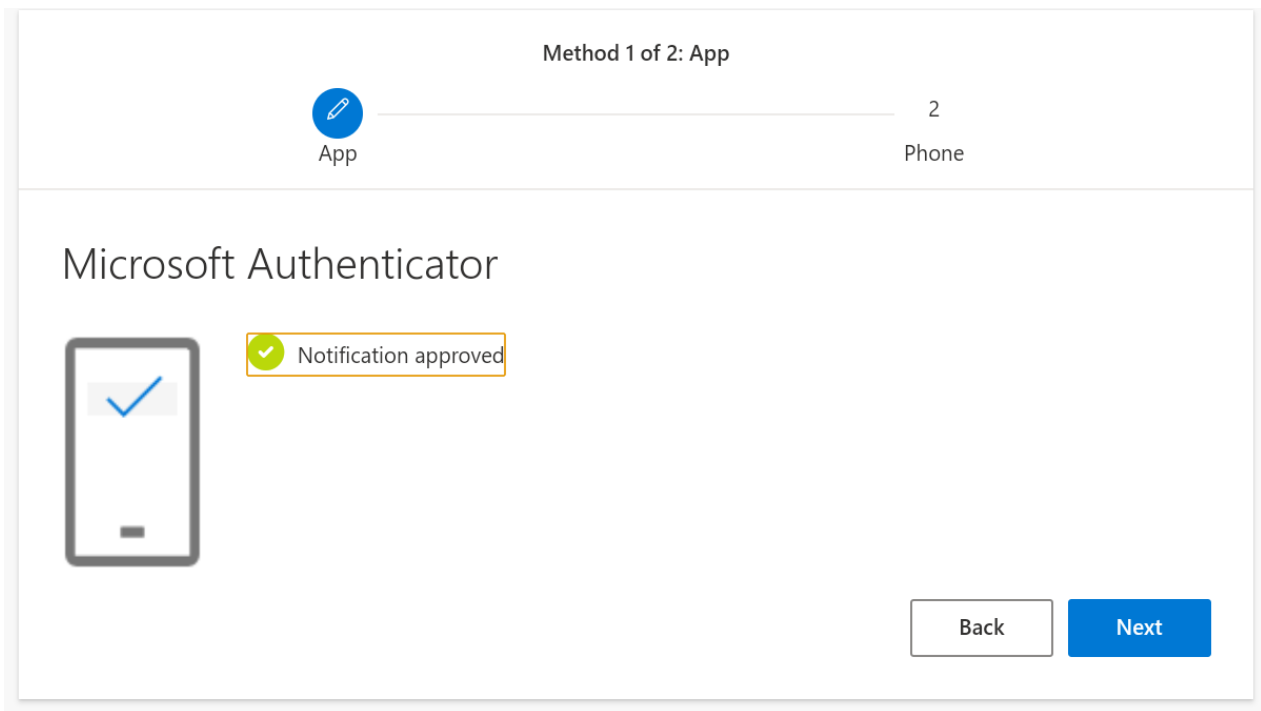 Method 1 of 2: App
2
App
Phone
Microsoft Authenticator
Notification approved
Back
Next